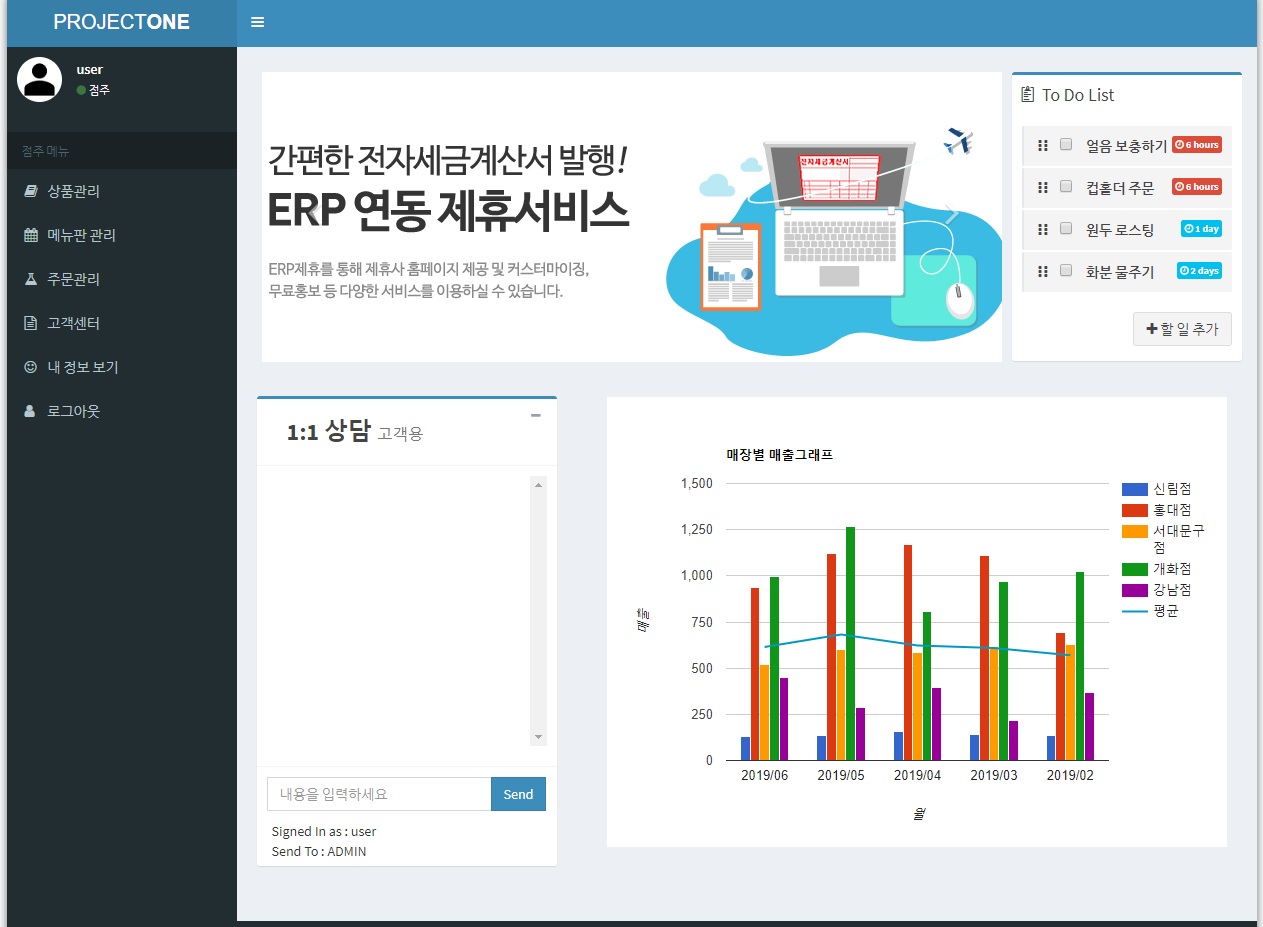 PROJECTONE
user
점주
점주 메뉴
상품관리
메뉴판 관리
주문관리
고객센터
내 정보 보기
로그아웃
간편한 전자세금계산서 발행!
ERP 연동 제휴서비스
ERP제휴를 통해 제휴사 홈페이지 제공 및 커스터마이징,
무료홍보 등 다양한 서비스를 이용하실 수 있습니다.
전자세금계산서
To Do List
얼음 보충하기 6 hours
컵홀더 주문 6 hours
원두 로스팅 1 day
화분 물주기 2 days
할 일 추가
1:1 상담 고객용
내용을 입력하세요 Send
Signed In as : user
Send To : ADMIN
매장별 매출그래프
매출
1,500
1,250
1,000
750
500
250
0
2019/06 2019/05 2019/04 2019/03 2019/02
월
신림점
홍대점
서대문구
점
개화점
강남점
평균